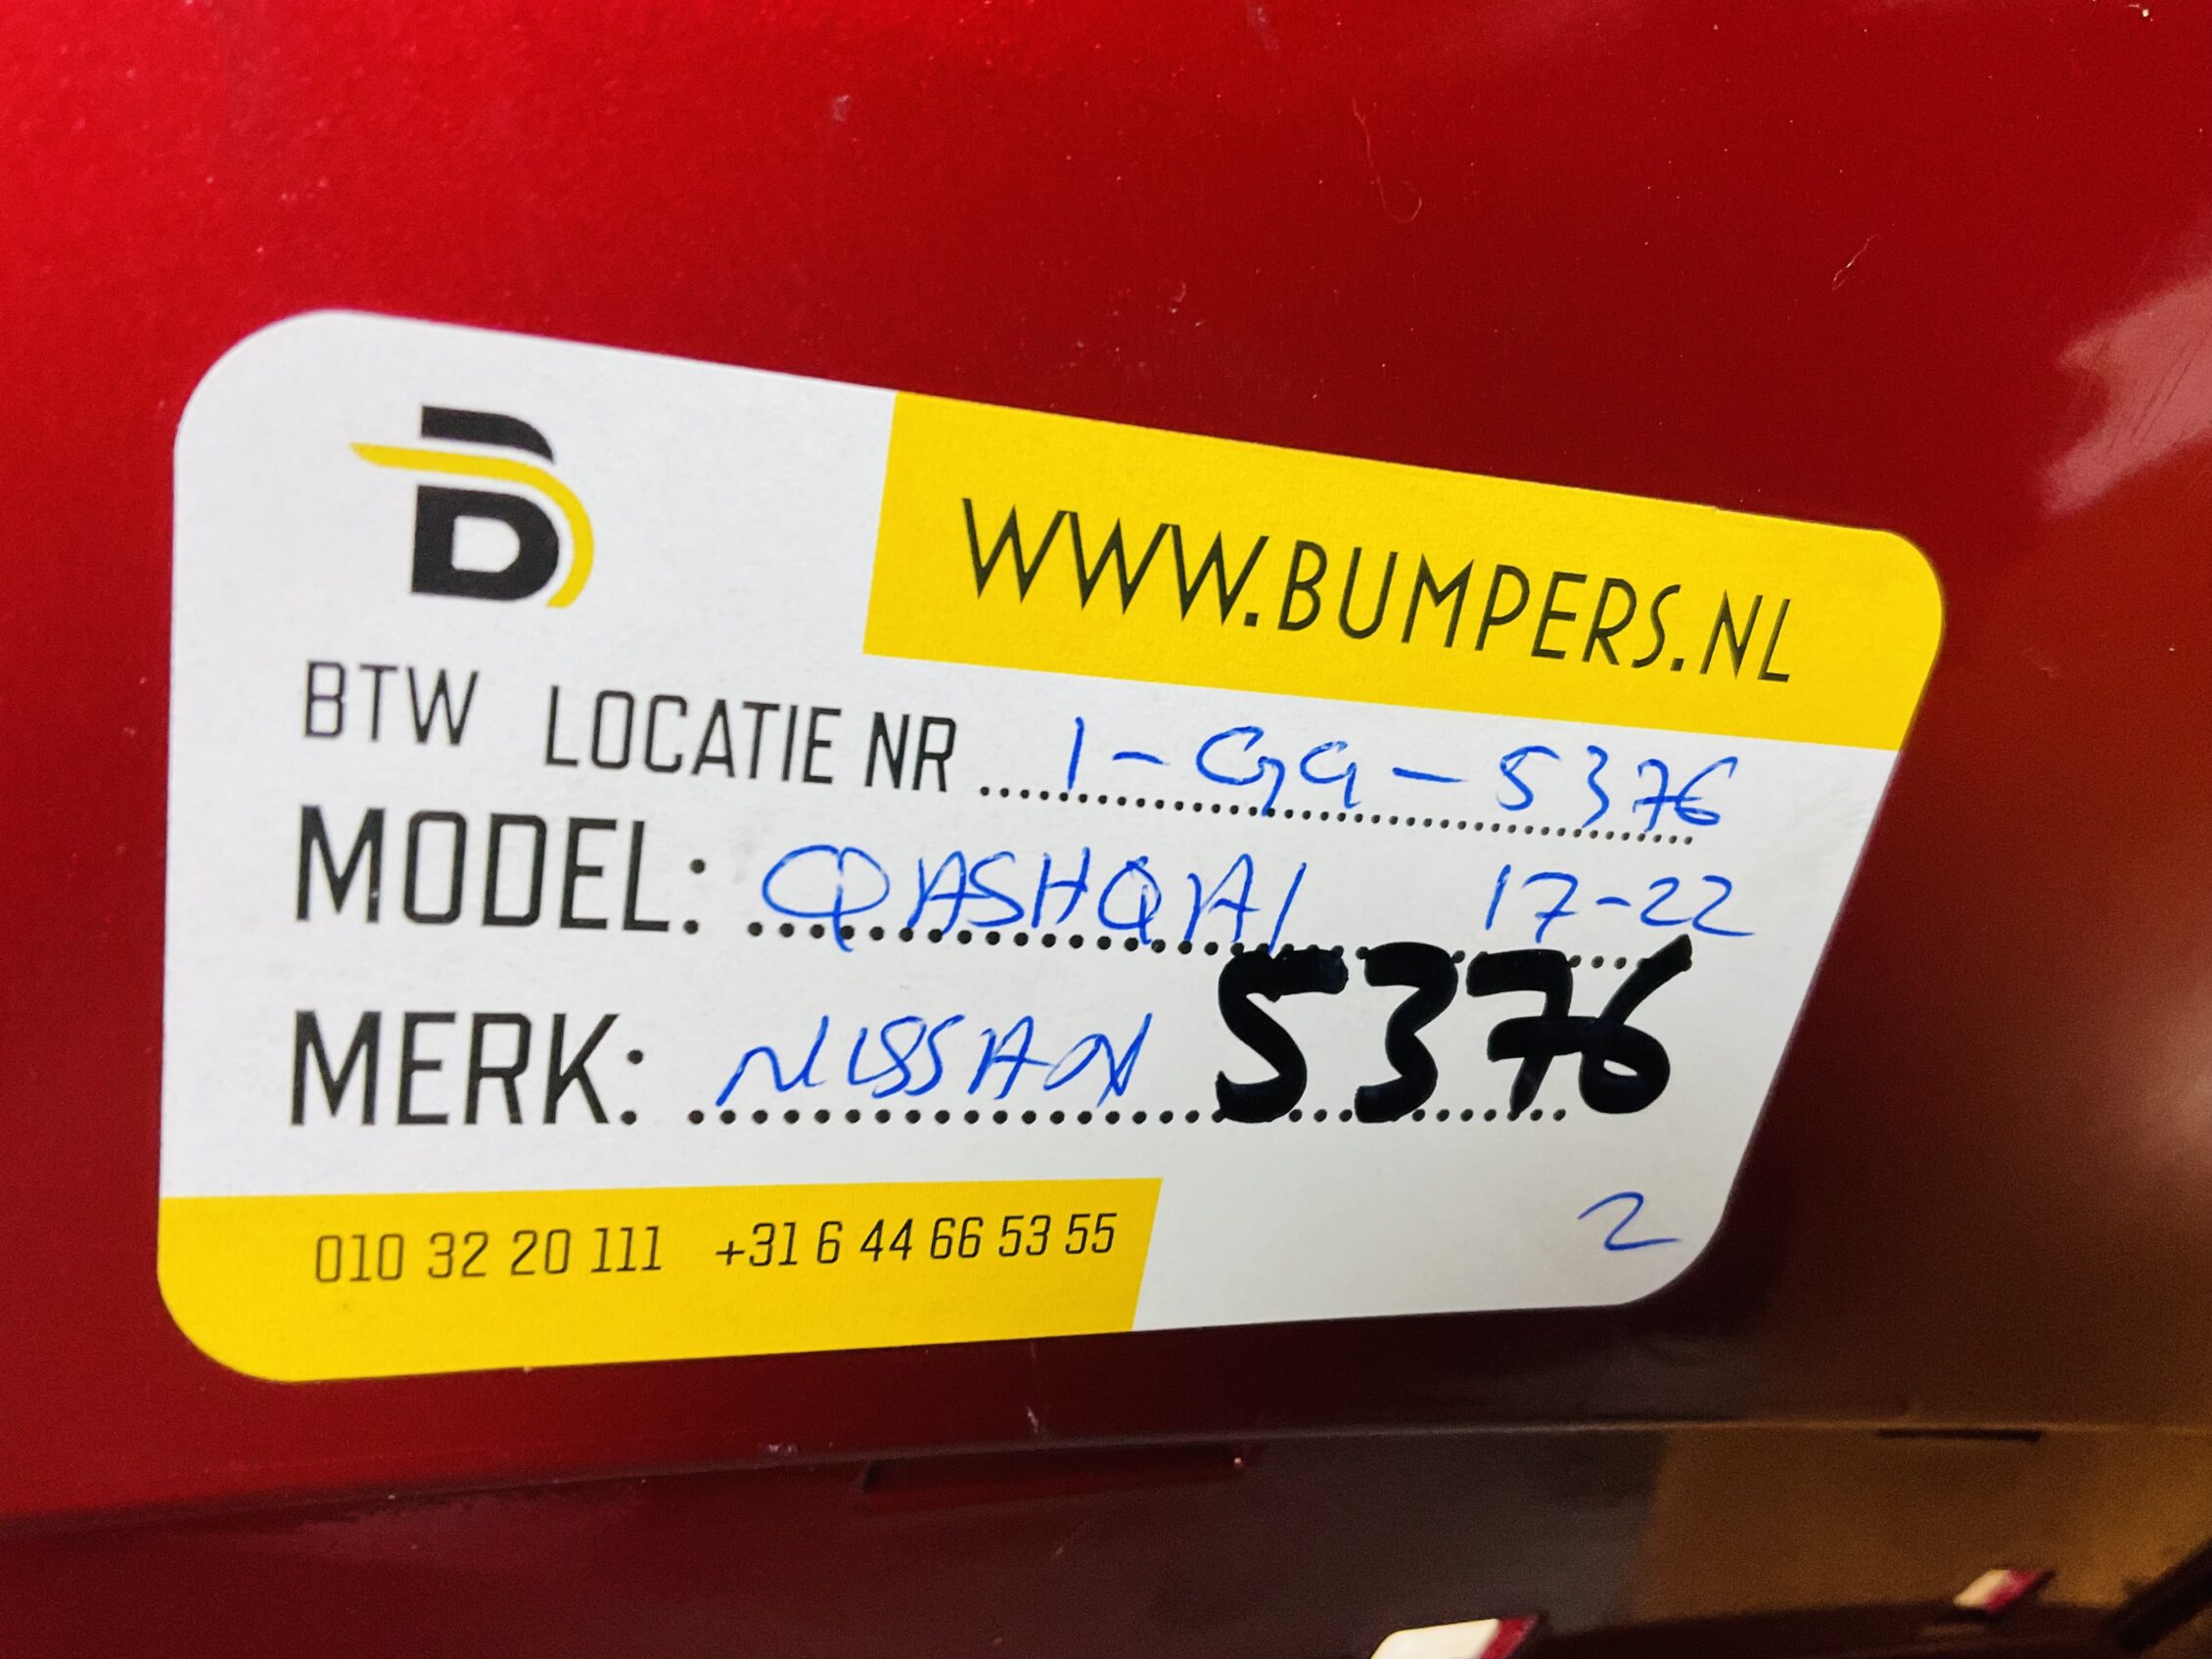 B
WWW.BUMPERS.NL
BTW LOCATIE NR 1-G9-5376
MODEL: QASHQAI 17-22
MERK: NISSAN 5376
2
010 32 20 111 +31 6 44 66 53 55